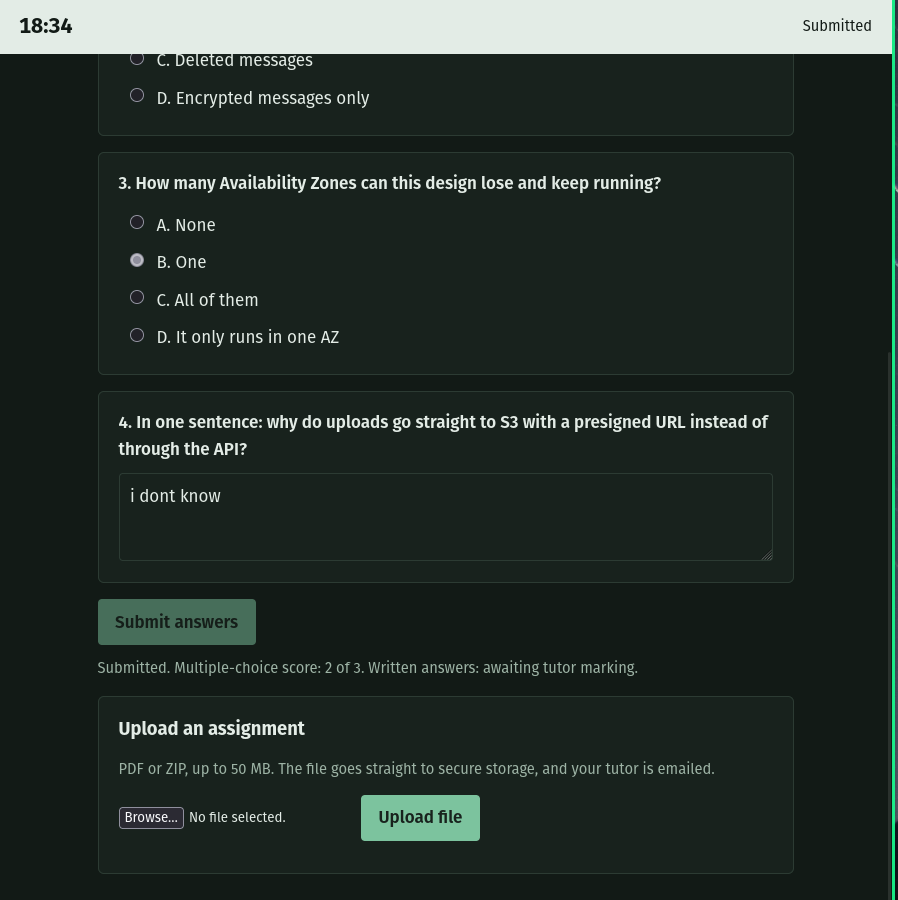 18:34
Submitted
C. Deleted messages
D. Encrypted messages only
3. How many Availability Zones can this design lose and keep running?
A. None
B. One
C. All of them
D. It only runs in one AZ
4. In one sentence: why do uploads go straight to S3 with a presigned URL instead of
through the API?
i dont know
Submit answers
Submitted. Multiple-choice score: 2 of 3. Written answers: awaiting tutor marking.
Upload an assignment
PDF or ZIP, up to 50 MB. The file goes straight to secure storage, and your tutor is emailed.
Browse... No file selected.
Upload file